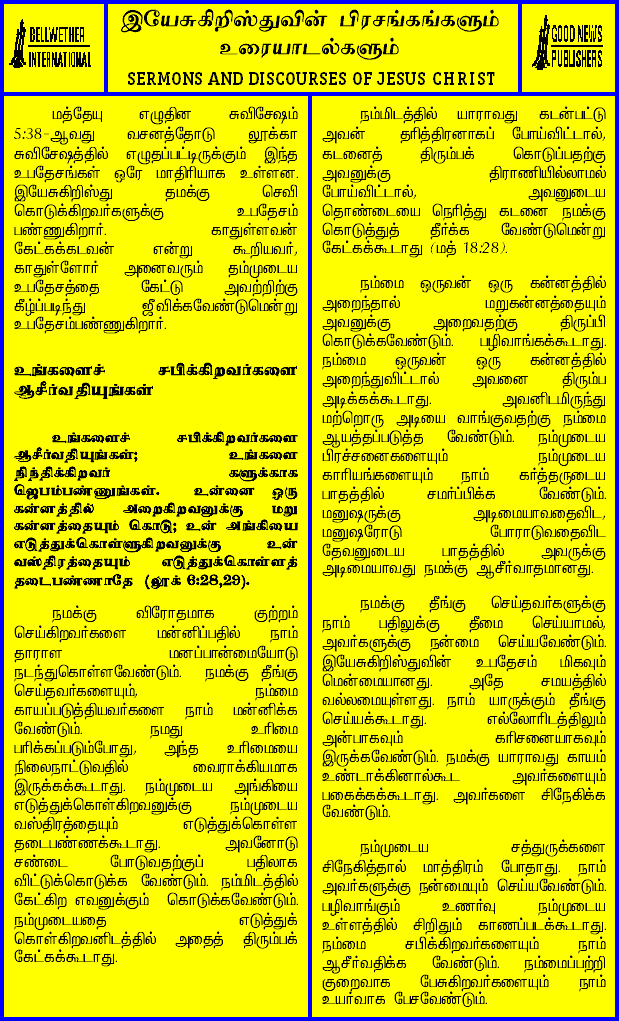 BELLWETHER
INTERNATIONAL
இயேசுகிறிஸ்துவின் பிரசங்கங்களும்
உரையாடல்களும்
SERMONS AND DISCOURSES OF JESUS CHRIST
GOOD NEWS
PUBLISHERS
மத்தேயு எழுதின சுவிசேஷம்
5:38-ஆவது வசனத்தோடு லூக்கா
சுவிசேஷத்தில் எழுதப்பட்டிருக்கும் இந்த
உபதேசங்கள் ஒரே மாதிரியாக உள்ளன.
இயேசுகிறிஸ்து தமக்கு செவி
கொடுக்கிறவர்களுக்கு உபதேசம்
பண்ணுகிறார். காதுள்ளவன்
கேட்கக்கடவன் என்று கூறியவர்,
காதுள்ளோர் அனைவரும் தம்முடைய
உபதேசத்தை கேட்டு அவற்றிற்கு
கீழ்ப்படிந்து ஜீவிக்கவேண்டுமென்று
உபதேசம்பண்ணுகிறார்.
உங்களைச் சபிக்கிறவர்களை
ஆசீர்வதியுங்கள்
உங்களைச் சபிக்கிறவர்களை
ஆசீர்வதியுங்கள்; உங்களை
நிந்திக்கிறவர் களுக்காக
ஜெபம்பண்ணுங்கள். உன்னை ஒரு
கன்னத்தில் அறைகிறவனுக்கு மறு
கன்னத்தையும் கொடு; உன் அங்கியை
எடுத்துக்கொள்ளுகிறவனுக்கு உன்
வஸ்திரத்தையும் எடுத்துக்கொள்ளத்
தடைபண்ணாதே (லூக் 6:28,29).
நமக்கு விரோதமாக குற்றம்
செய்கிறவர்களை மன்னிப்பதில் நாம்
தாராள மனப்பான்மையோடு
நடந்துகொள்ளவேண்டும். நமக்கு தீங்கு
செய்தவர்களையும், நம்மை
காயப்படுத்தியவர்களை நாம் மன்னிக்க
வேண்டும். நமது உரிமை
பரிக்கப்படும்போது, அந்த உரிமையை
நிலைநாட்டுவதில் வைராக்கியமாக
இருக்கக்கூடாது. நம்முடைய அங்கியை
எடுத்துக்கொள்கிறவனுக்கு நம்முடைய
வஸ்திரத்தையும் எடுத்துக்கொள்ள
தடைபண்ணக்கூடாது. அவனோடு
சண்டை போடுவதற்குப் பதிலாக
விட்டுக்கொடுக்க வேண்டும். நம்மிடத்தில்
கேட்கிற எவனுக்கும் கொடுக்கவேண்டும்.
நம்முடையதை எடுத்துக்
கொள்கிறவனிடத்தில் அதைத் திரும்பக்
கேட்கக்கூடாது.
நம்மிடத்தில் யாராவது கடன்பட்டு
அவன் தரித்திரனாகப் போய்விட்டால்,
கடனைத் திரும்பக் கொடுப்பதற்கு
அவனுக்கு திராணியில்லாமல்
போய்விட்டால், அவனுடைய
தொண்டையை நெரித்து கடனை நமக்கு
கொடுத்துத் தீர்க்க வேண்டுமென்று
கேட்கக்கூடாது (மத் 18:28).
நம்மை ஒருவன் ஒரு கன்னத்தில்
அறைந்தால் மறுகன்னத்தையும்
அவனுக்கு அறைவதற்கு திருப்பி
கொடுக்கவேண்டும். பழிவாங்கக்கூடாது.
நம்மை ஒருவன் ஒரு கன்னத்தில்
அறைந்துவிட்டால் அவனை திரும்ப
அடிக்கக்கூடாது. அவனிடமிருந்து
மற்றொரு அடியை வாங்குவதற்கு நம்மை
ஆயத்தப்படுத்த வேண்டும். நம்முடைய
பிரச்சனைகளையும் நம்முடைய
காரியங்களையும் நாம் கர்த்தருடைய
பாதத்தில் சமர்ப்பிக்க வேண்டும்.
மனுஷருக்கு அடிமையாவதைவிட,
மனுஷரோடு போராடுவதைவிட
தேவனுடைய பாதத்தில் அவருக்கு
அடிமையாவது நமக்கு ஆசீர்வாதமானது.
நமக்கு தீங்கு செய்தவர்களுக்கு
நாம் பதிலுக்கு தீமை செய்யாமல்,
அவர்களுக்கு நன்மை செய்யவேண்டும்.
இயேசுகிறிஸ்துவின் உபதேசம் மிகவும்
மென்மையானது. அதே சமயத்தில்
வல்லமையுள்ளது. நாம் யாருக்கும் தீங்கு
செய்யக்கூடாது. எல்லோரிடத்திலும்
அன்பாகவும் கரிசனையாகவும்
இருக்கவேண்டும். நமக்கு யாராவது காயம்
உண்டாக்கினால்கூட அவர்களையும்
பகைக்கக்கூடாது. அவர்களை சிநேகிக்க
வேண்டும்.
நம்முடைய சத்துருக்களை
சிநேகித்தால் மாத்திரம் போதாது. நாம்
அவர்களுக்கு நன்மையும் செய்யவேண்டும்.
பழிவாங்கும் உணர்வு நம்முடைய
உள்ளத்தில் சிறிதும் காணப்படக்கூடாது.
நம்மை சபிக்கிறவர்களையும் நாம்
ஆசீர்வதிக்க வேண்டும். நம்மைப்பற்றி
குறைவாக பேசுகிறவர்களையும் நாம்
உயர்வாக பேசவேண்டும்.